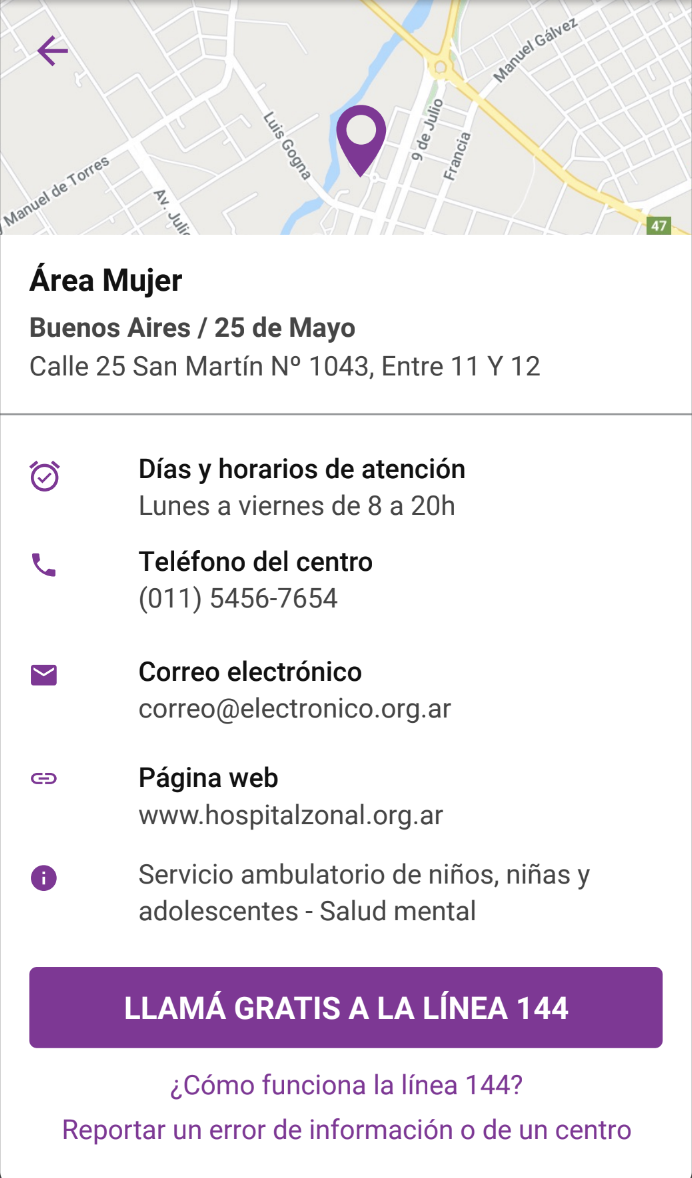 Manuel Gálvez
Luis Gogna
9 de Julio
Francia
Manuel de Torres
Av. Julio
47
Área Mujer
Buenos Aires / 25 de Mayo
Calle 25 San Martín Nº 1043, Entre 11 Y 12
Días y horarios de atención
Lunes a viernes de 8 a 20h
Teléfono del centro
(011) 5456-7654
Correo electrónico
correo@electronico.org.ar
Página web
www.hospitalzonal.org.ar
Servicio ambulatorio de niños, niñas y
adolescentes - Salud mental
LLAMÁ GRATIS A LA LÍNEA 144
¿Cómo funciona la línea 144?
Reportar un error de información o de un centro